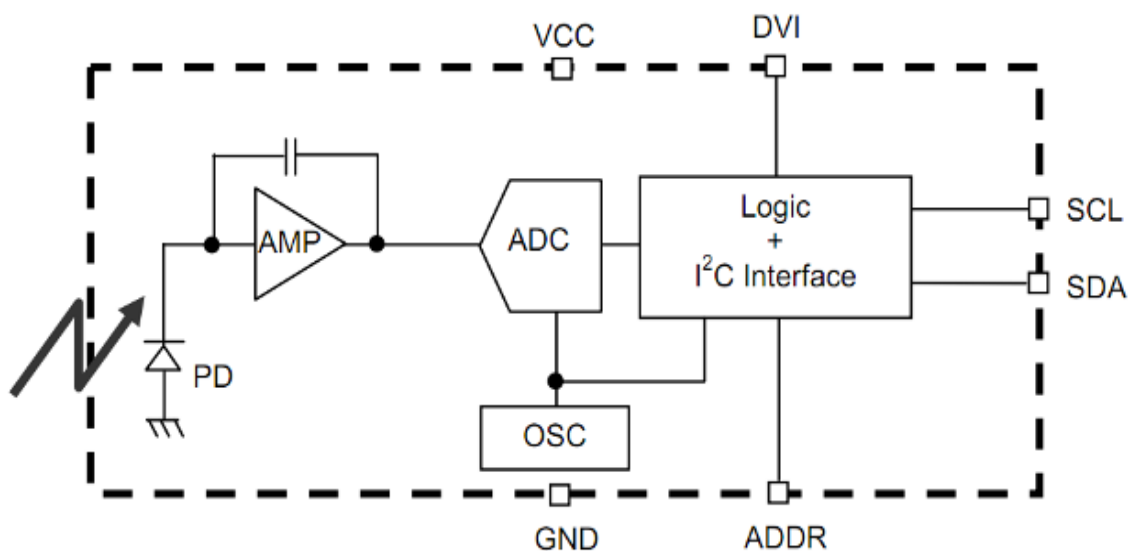 VCC
DVI
AMP
ADC
Logic
+
I²C Interface
SCL
SDA
PD
OSC
GND
ADDR